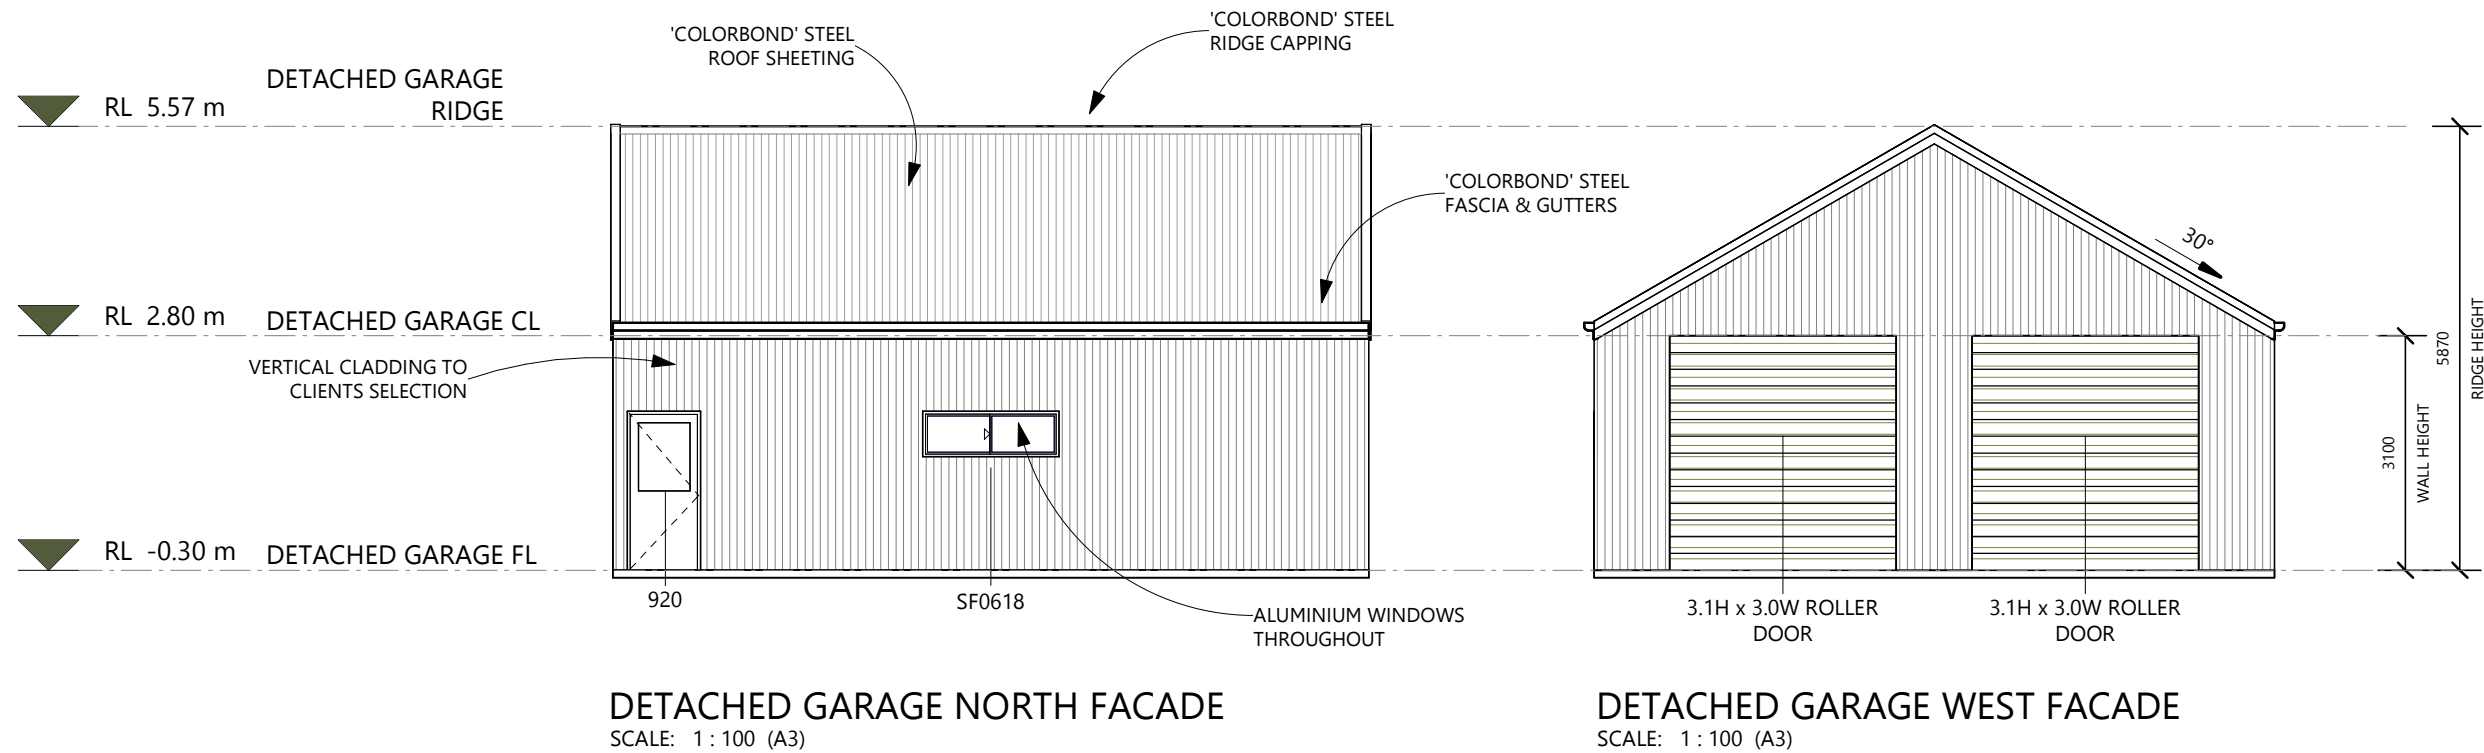 'COLORBOND' STEEL
ROOF SHEETING
'COLORBOND' STEEL
RIDGE CAPPING
DETACHED GARAGE
RIDGE
RL 5.57 m
'COLORBOND' STEEL
FASCIA & GUTTERS
30°
RL 2.80 m
DETACHED GARAGE CL
VERTICAL CLADDING TO
CLIENTS SELECTION
5870
RIDGE HEIGHT
3100
WALL HEIGHT
RL -0.30 m
DETACHED GARAGE FL
920
SF0618
ALUMINIUM WINDOWS
THROUGHOUT
3.1H x 3.0W ROLLER
DOOR
3.1H x 3.0W ROLLER
DOOR
DETACHED GARAGE NORTH FACADE
SCALE: 1 : 100 (A3)
DETACHED GARAGE WEST FACADE
SCALE: 1 : 100 (A3)